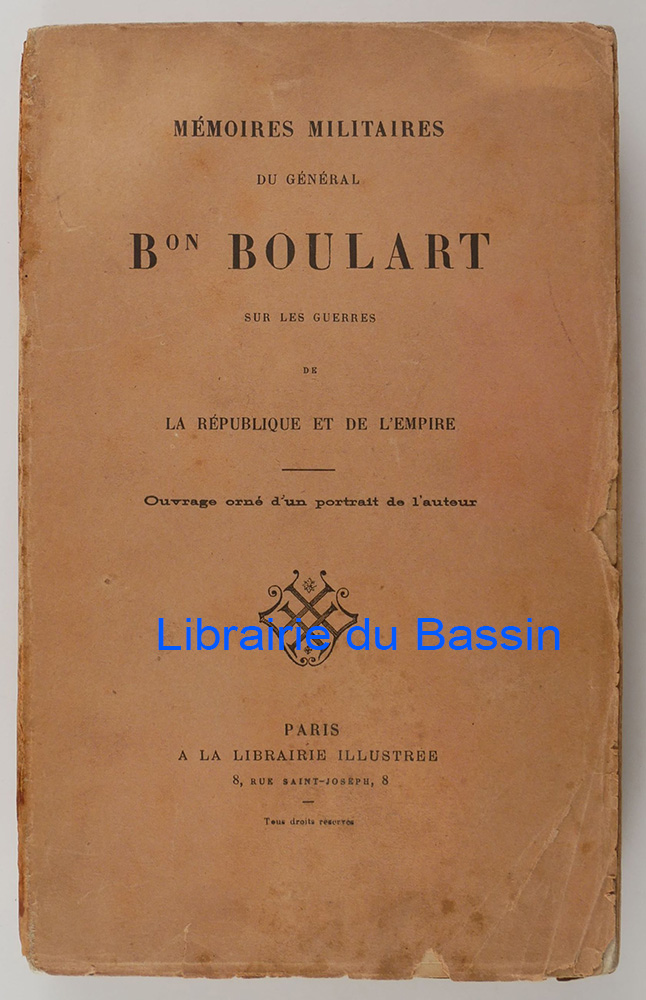 MÉMOIRES MILITAIRES
DU GÉNÉRAL
BON BOULART
SUR LES GUERRES
DE
LA RÉPUBLIQUE ET DE L'EMPIRE
Ouvrage orné d'un portrait de l'auteur
Librairie du Bassin
PARIS
A LA LIBRAIRIE ILLUSTREE
8, RUE SAINT-JOSEPH, 8
Tous droits réservés